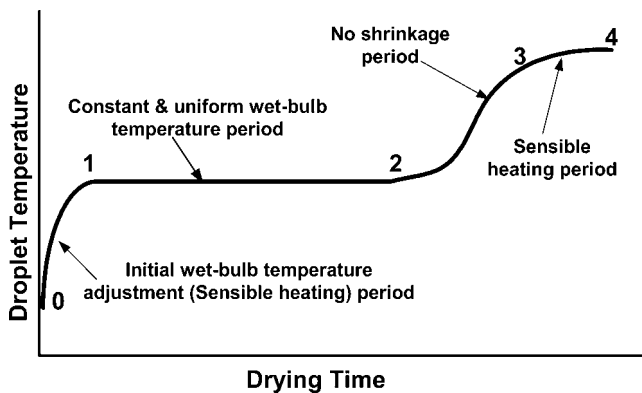 No shrinkage
period
3
4
Constant & uniform wet-bulb
temperature period
Sensible
heating period
1
2
Initial wet-bulb temperature
adjustment (Sensible heating) period
0
Droplet Temperature
Drying Time